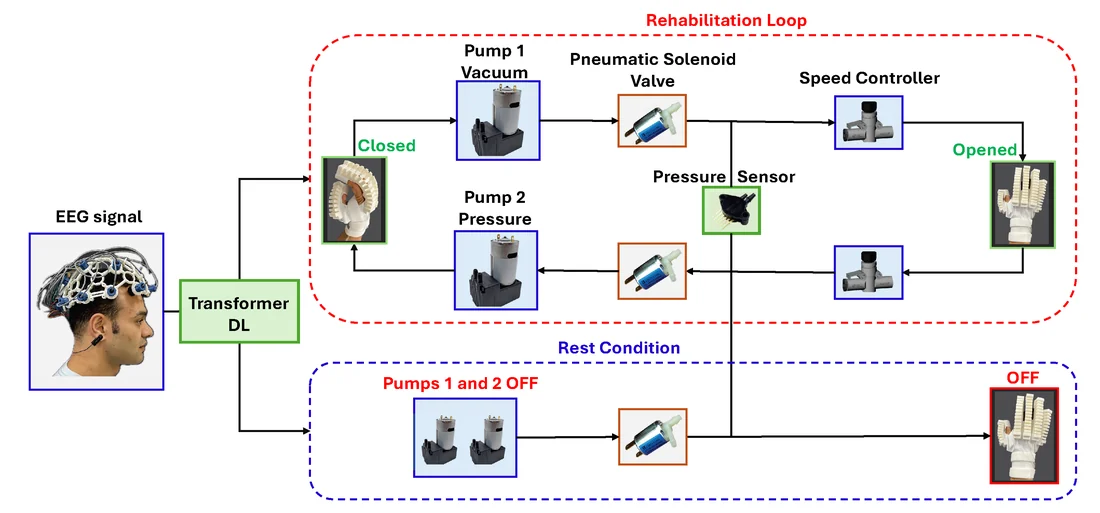 Rehabilitation Loop
Pump 1
Vacuum
Pneumatic Solenoid
Valve
Speed Controller
Closed
Opened
Pressure Sensor
Pump 2
Pressure
EEG signal
Transformer
DL
Rest Condition
Pumps 1 and 2 OFF
OFF